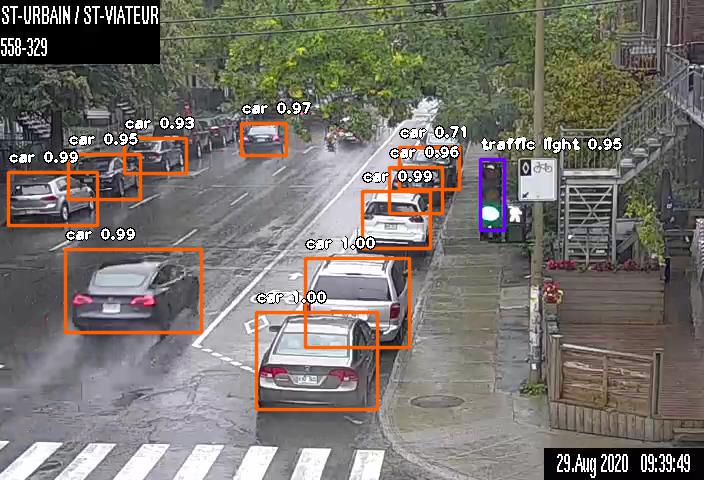 ST-URBAIN / ST-VIATEUR
558-329
car 0.97
car 0.93
car 0.95
car 0.71
traffic light 0.95
car 0.96
car 0.99
car 0.99
car 0.99
car 1.00
car 1.00
29.Aug 2020 09:39:49